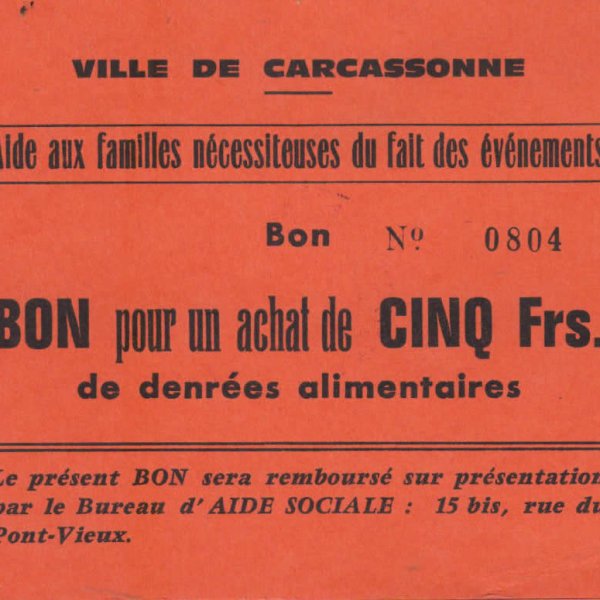 VILLE DE CARCASSONNE
Aide aux familles nécessiteuses du fait des événements
Bon Nº 0804
BON pour un achat de CINQ Frs.
de denrées alimentaires
Le présent BON sera remboursé sur présentation
par le Bureau d'AIDE SOCIALE : 15 bis, rue du
Pont-Vieux.